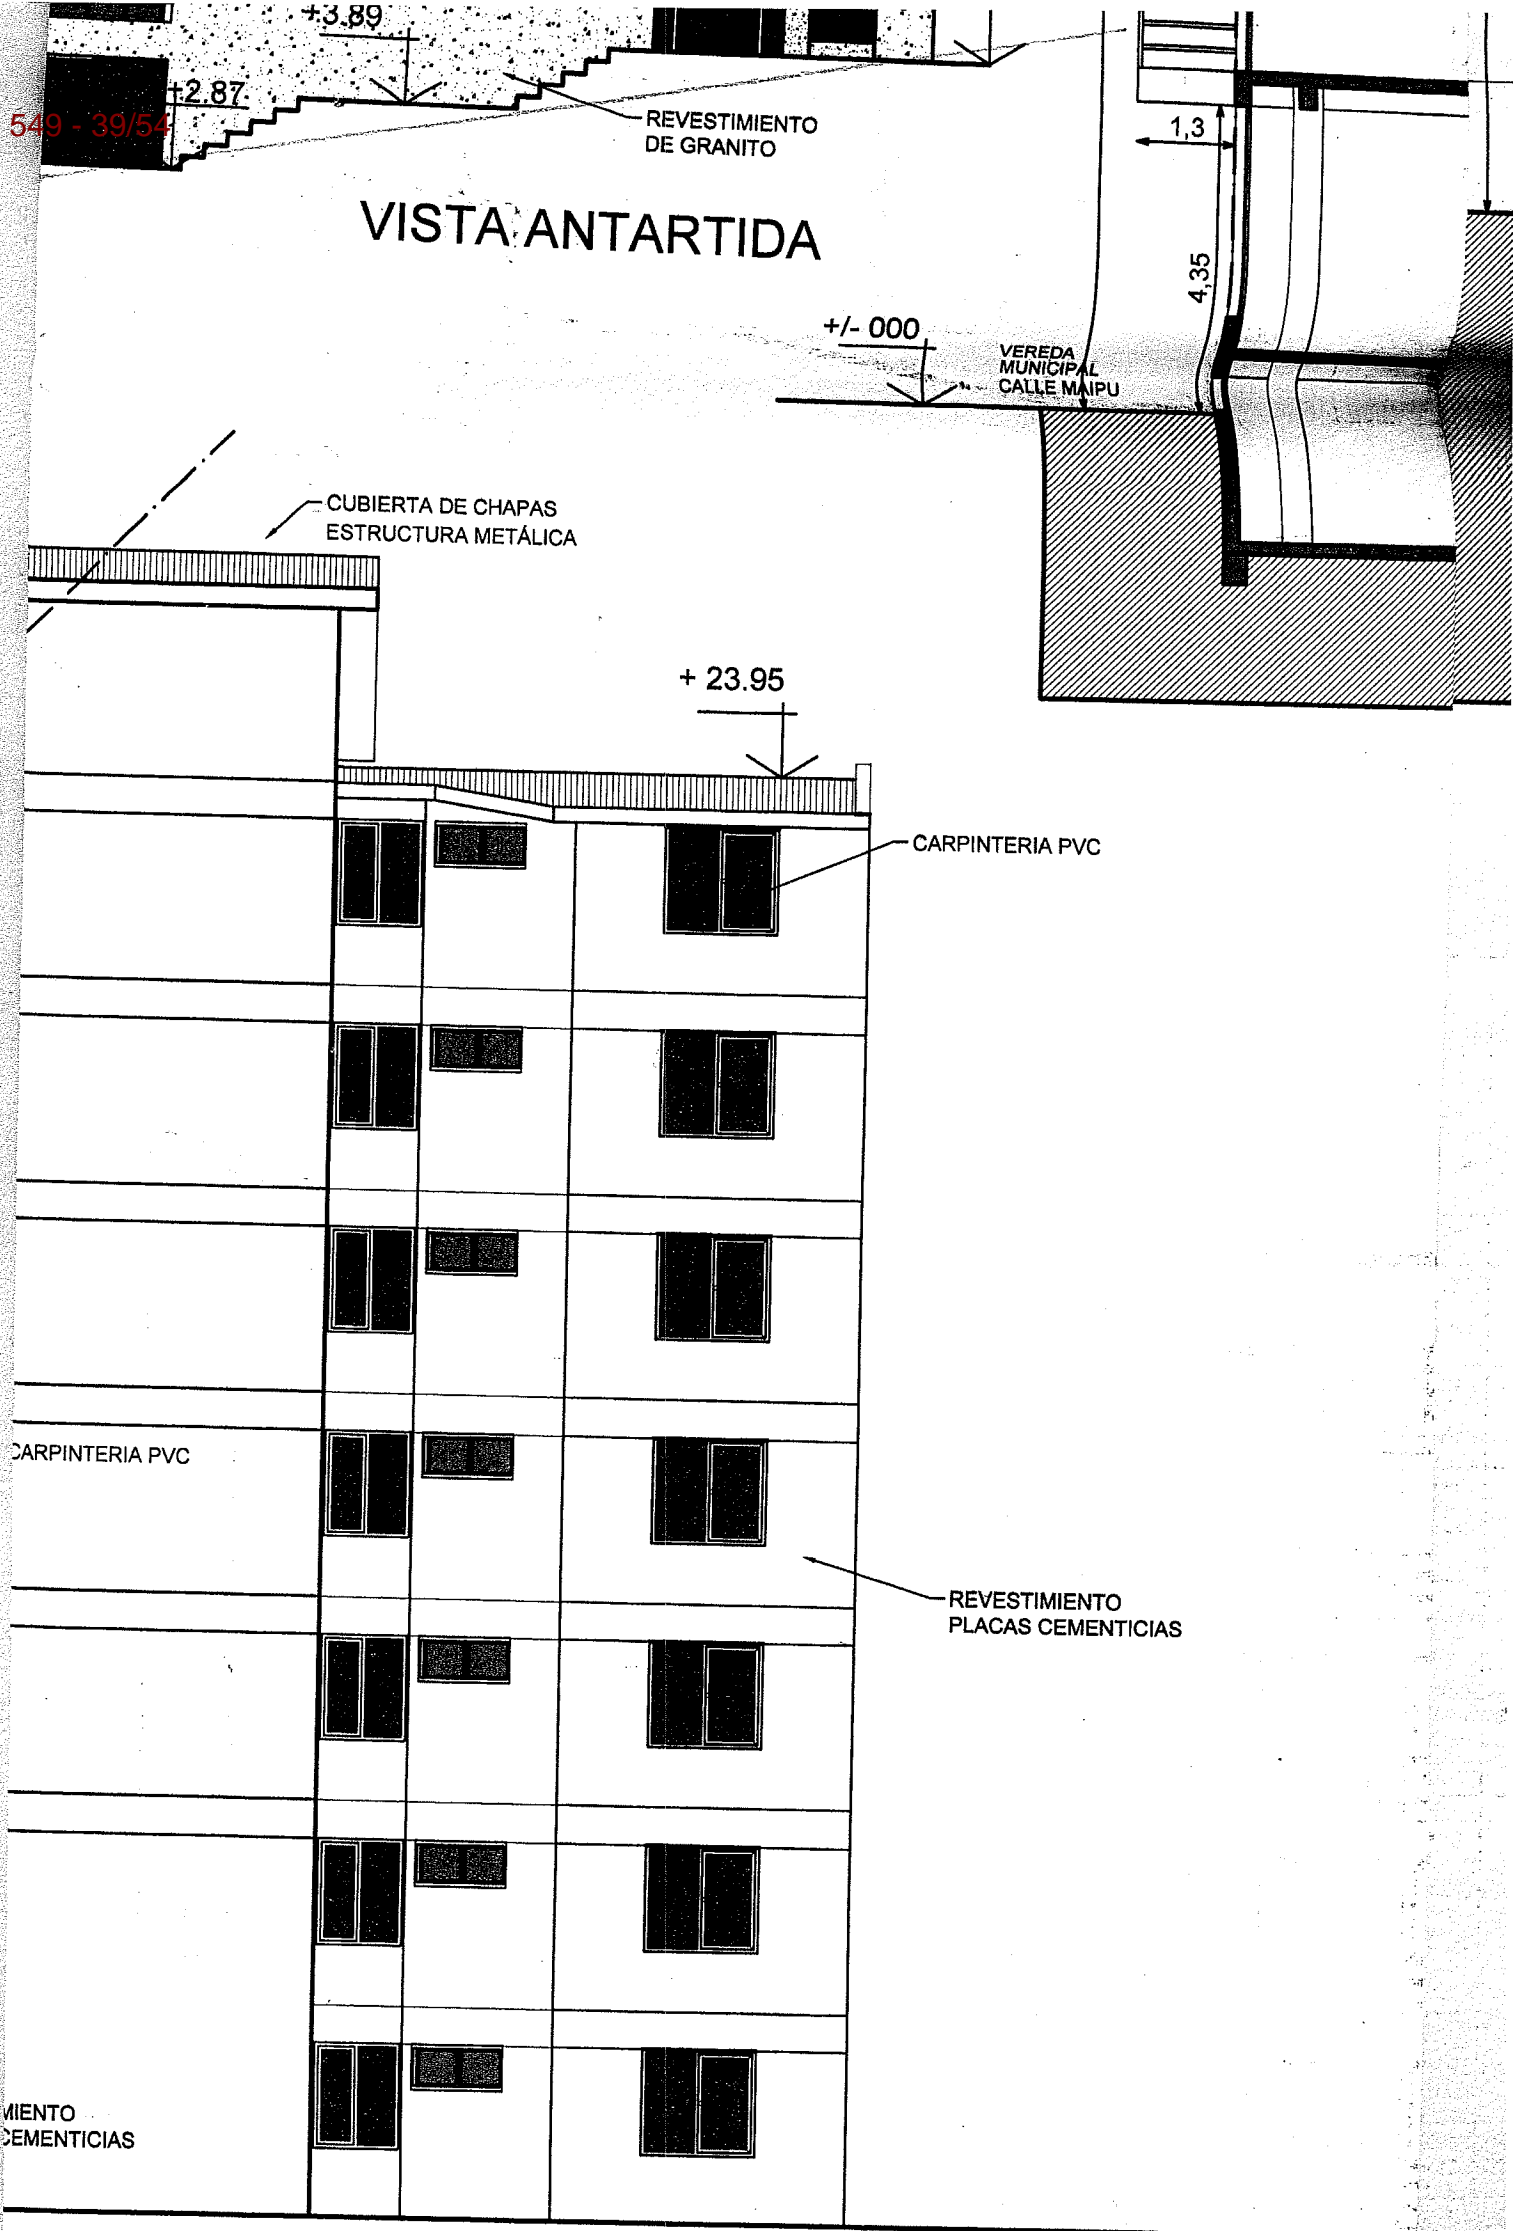 +3.89
+2.87
549 - 39/54
REVESTIMIENTO
DE GRANITO
1,3
VISTA ANTARTIDA
4,35
+/- 000
VEREDA
MUNICIPAL
CALLE MAIPU
CUBIERTA DE CHAPAS
ESTRUCTURA METÁLICA
+ 23.95
CARPINTERIA PVC
CARPINTERIA PVC
REVESTIMIENTO
PLACAS CEMENTICIAS
MIENTO
CEMENTICIAS